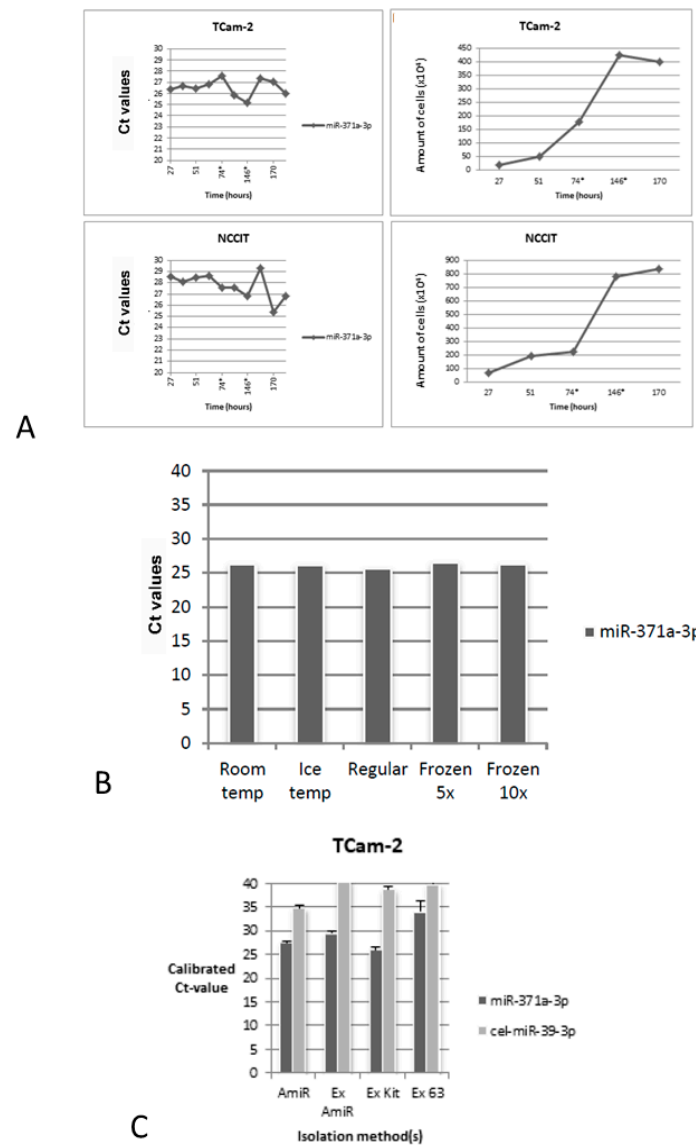 TCam-2
30
29
28
27
26
25
24
23
22
21
20
Ct values
miR-371a-3p
27
51
74*
146*
170
Time (hours)
TCam-2
450
400
350
300
250
200
150
100
50
0
Amount of cells (x10⁴)
27
51
74*
146*
170
Time (hours)
NCCIT
30
29
28
27
26
25
24
23
22
21
20
Ct values
miR-371a-3p
27
51
74*
146*
170
Time (hours)
NCCIT
900
800
700
600
500
400
300
200
100
0
Amount of cells (x10⁴)
27
51
74*
146*
170
Time (hours)
A
40
35
30
25
20
15
10
5
0
Ct values
miR-371a-3p
Room temp
Ice temp
Regular
Frozen 5x
Frozen 10x
B
TCam-2
40
35
30
25
20
15
10
5
0
Calibrated
Ct-value
miR-371a-3p
cel-miR-39-3p
AmiR
Ex AmiR
Ex Kit
Ex 63
Isolation method(s)
C